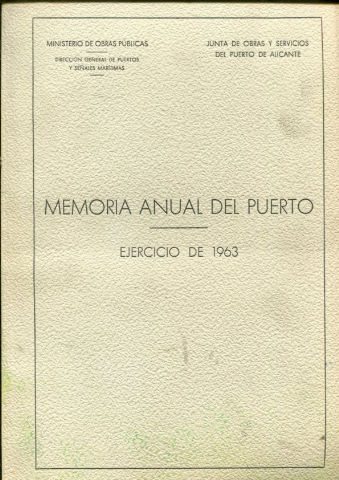 MINISTERIO DE OBRAS PUBLICAS
DIRECCION GENERAL DE PUERTOS
Y SEÑALES MARITIMAS
JUNTA DE OBRAS Y SERVICIOS
DEL PUERTO DE ALICANTE
MEMORIA ANUAL DEL PUERTO
EJERCICIO DE 1963